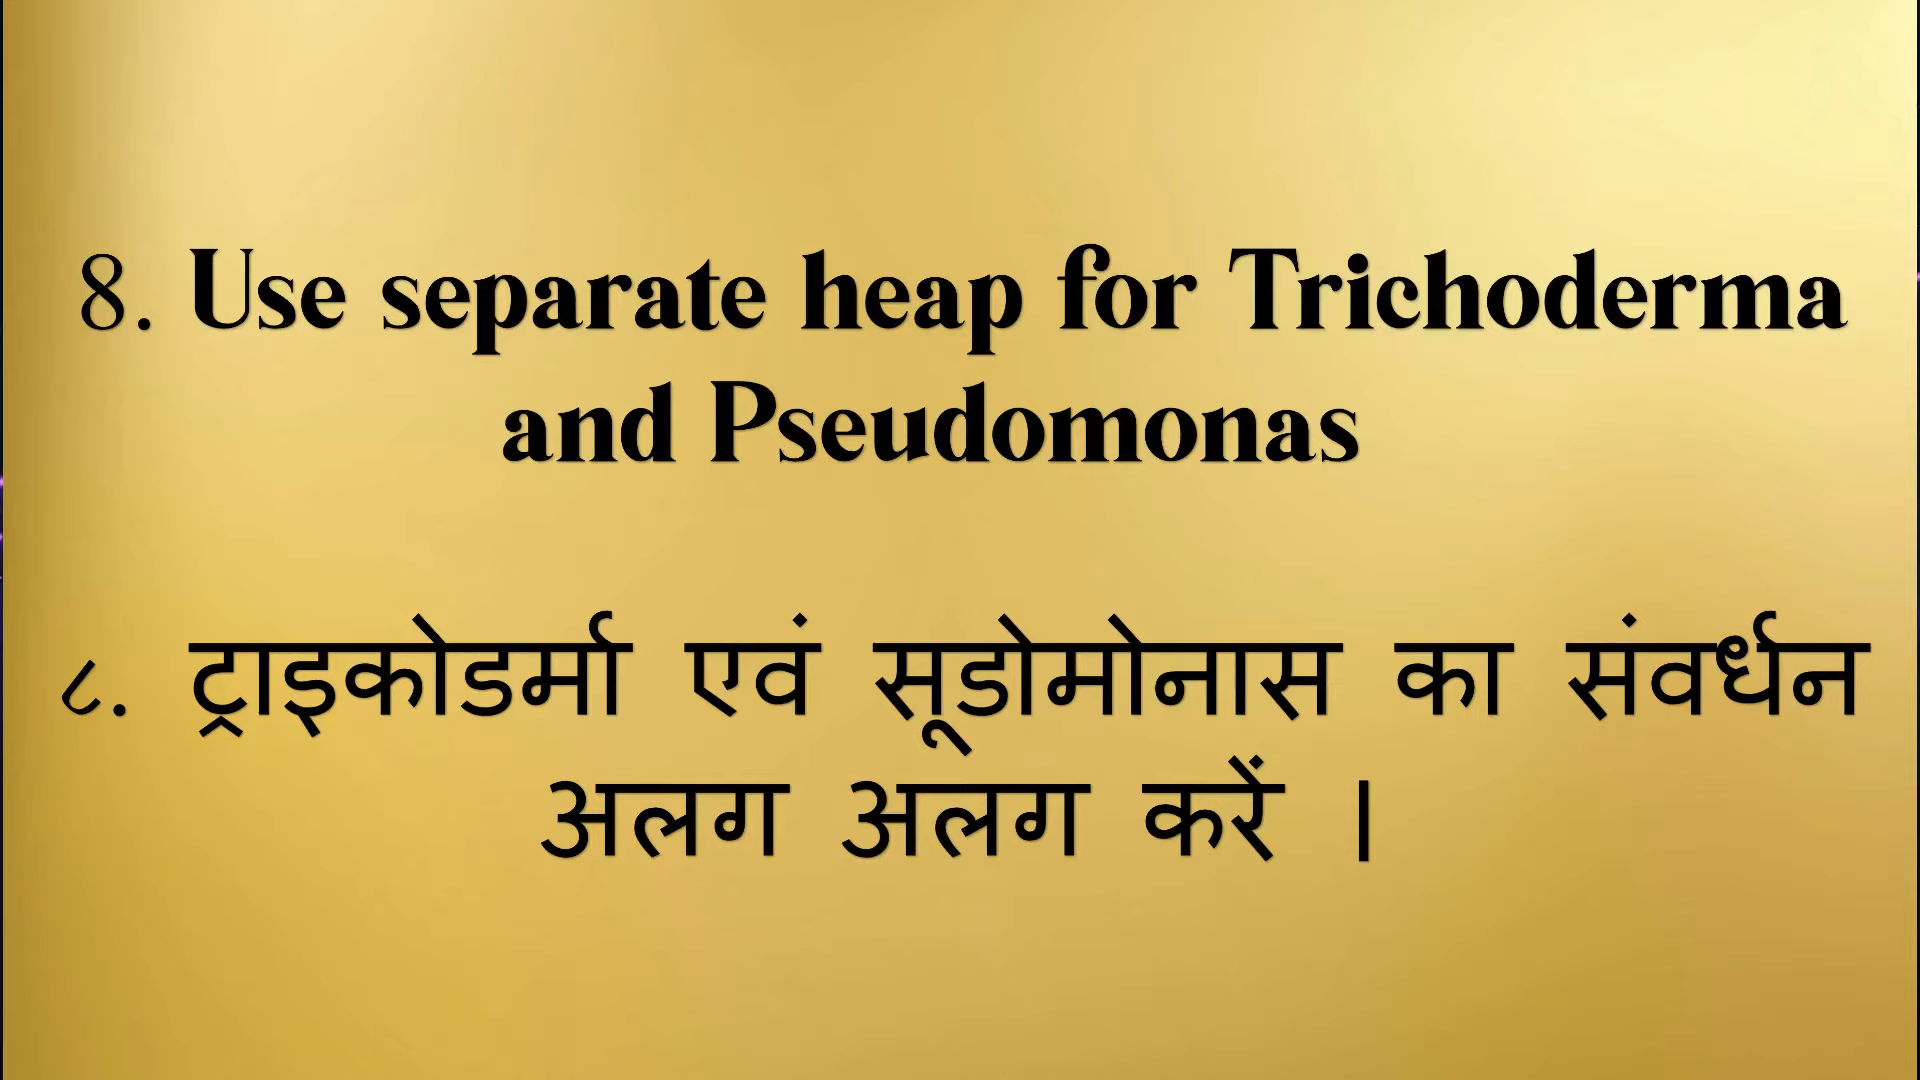 8. Use separate heap for Trichoderma
and Pseudomonas
८. ट्राइकोडर्मा एवं सूडोमोनास का संवर्धन
अलग अलग करें ।